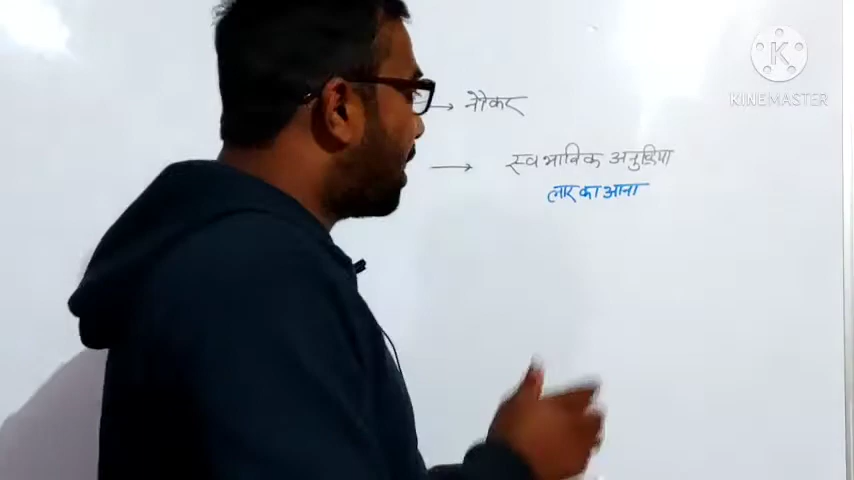 K
KINEMASTER
→ नौकर
→ स्वभाविक अनुक्रिया
लार का आना